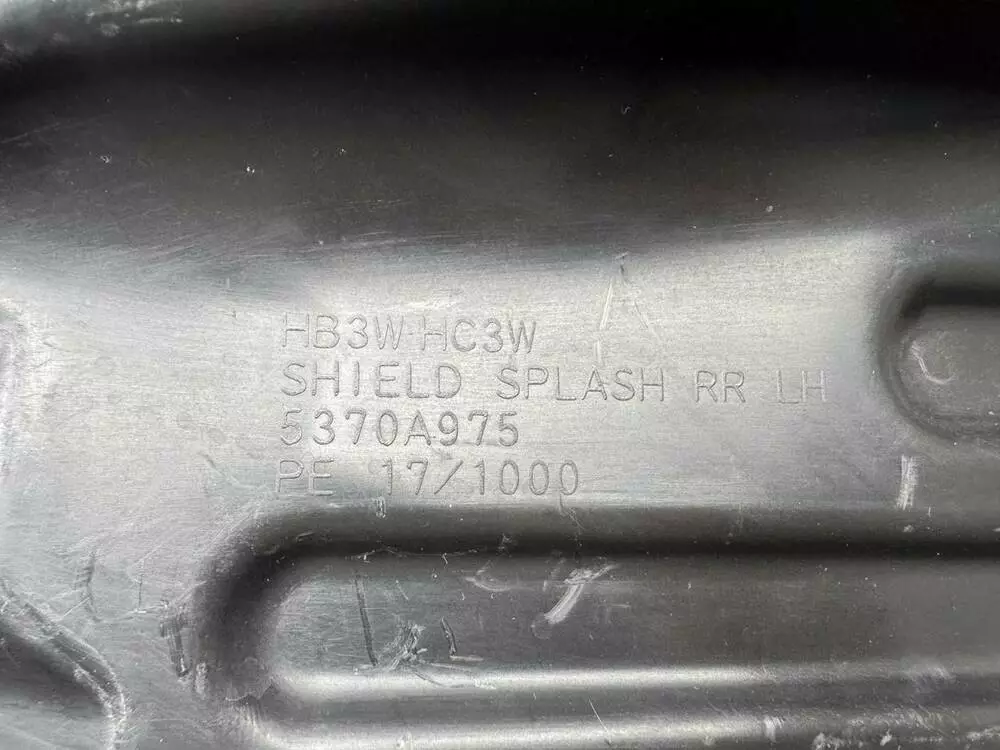 HB3W·HC3W
SHIELD SPLASH RR LH
5370A975
PE 17/1000